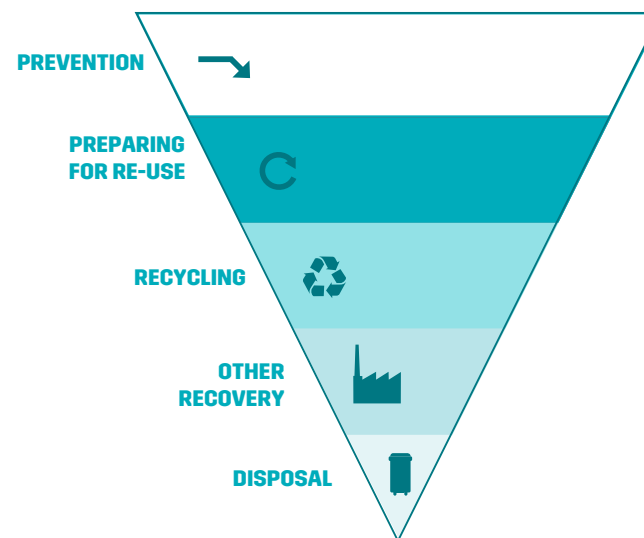 PREVENTION
PREPARING
FOR RE-USE
RECYCLING
OTHER
RECOVERY
DISPOSAL